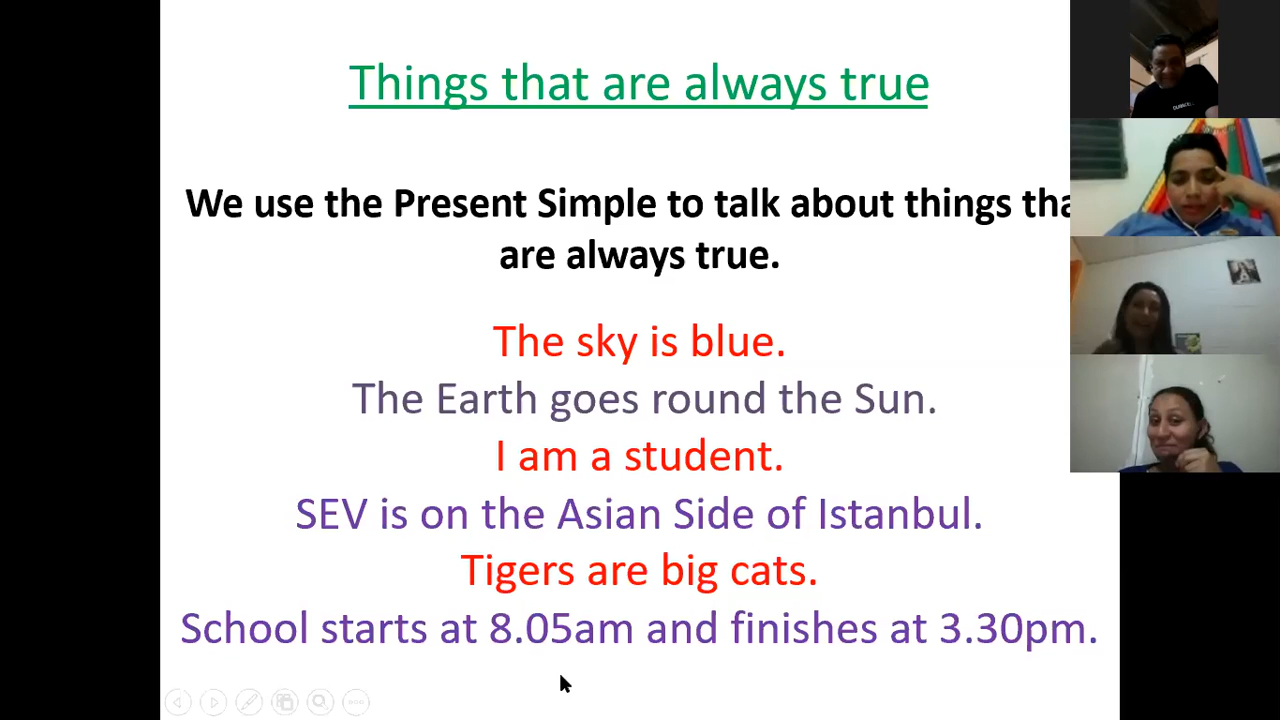 Things that are always true
We use the Present Simple to talk about things tha
are always true.
The sky is blue.
The Earth goes round the Sun.
I am a student.
SEV is on the Asian Side of Istanbul.
Tigers are big cats.
School starts at 8.05am and finishes at 3.30pm.